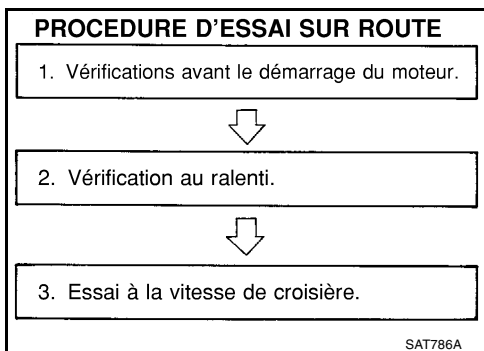 PROCEDURE D'ESSAI SUR ROUTE
1. Vérifications avant le démarrage du moteur.
2. Vérification au ralenti.
3. Essai à la vitesse de croisière.
SAT786A